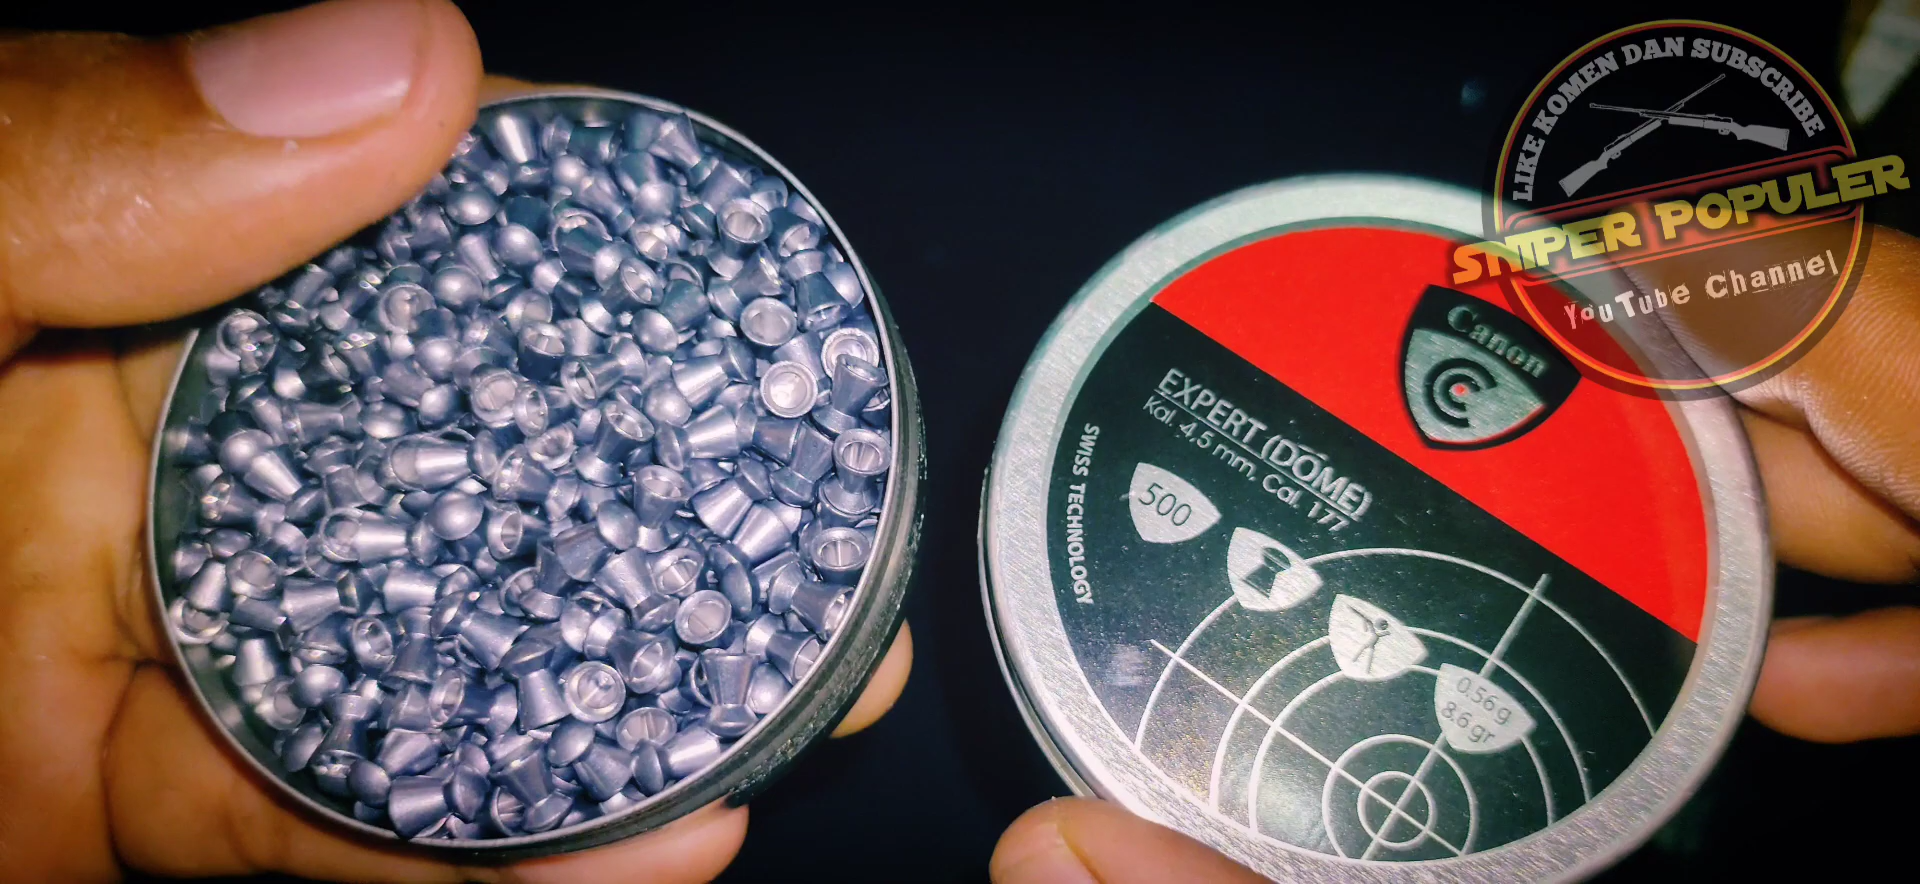 LIKE KOMEN DAN SUBSCRIBE
SNIPER POPULER
YouTube Channel
Canon
EXPERT (DOME)
Kal. 4,5 mm, Cal. 177
SWISS TECHNOLOGY
500
0,56 g
8.6 gr